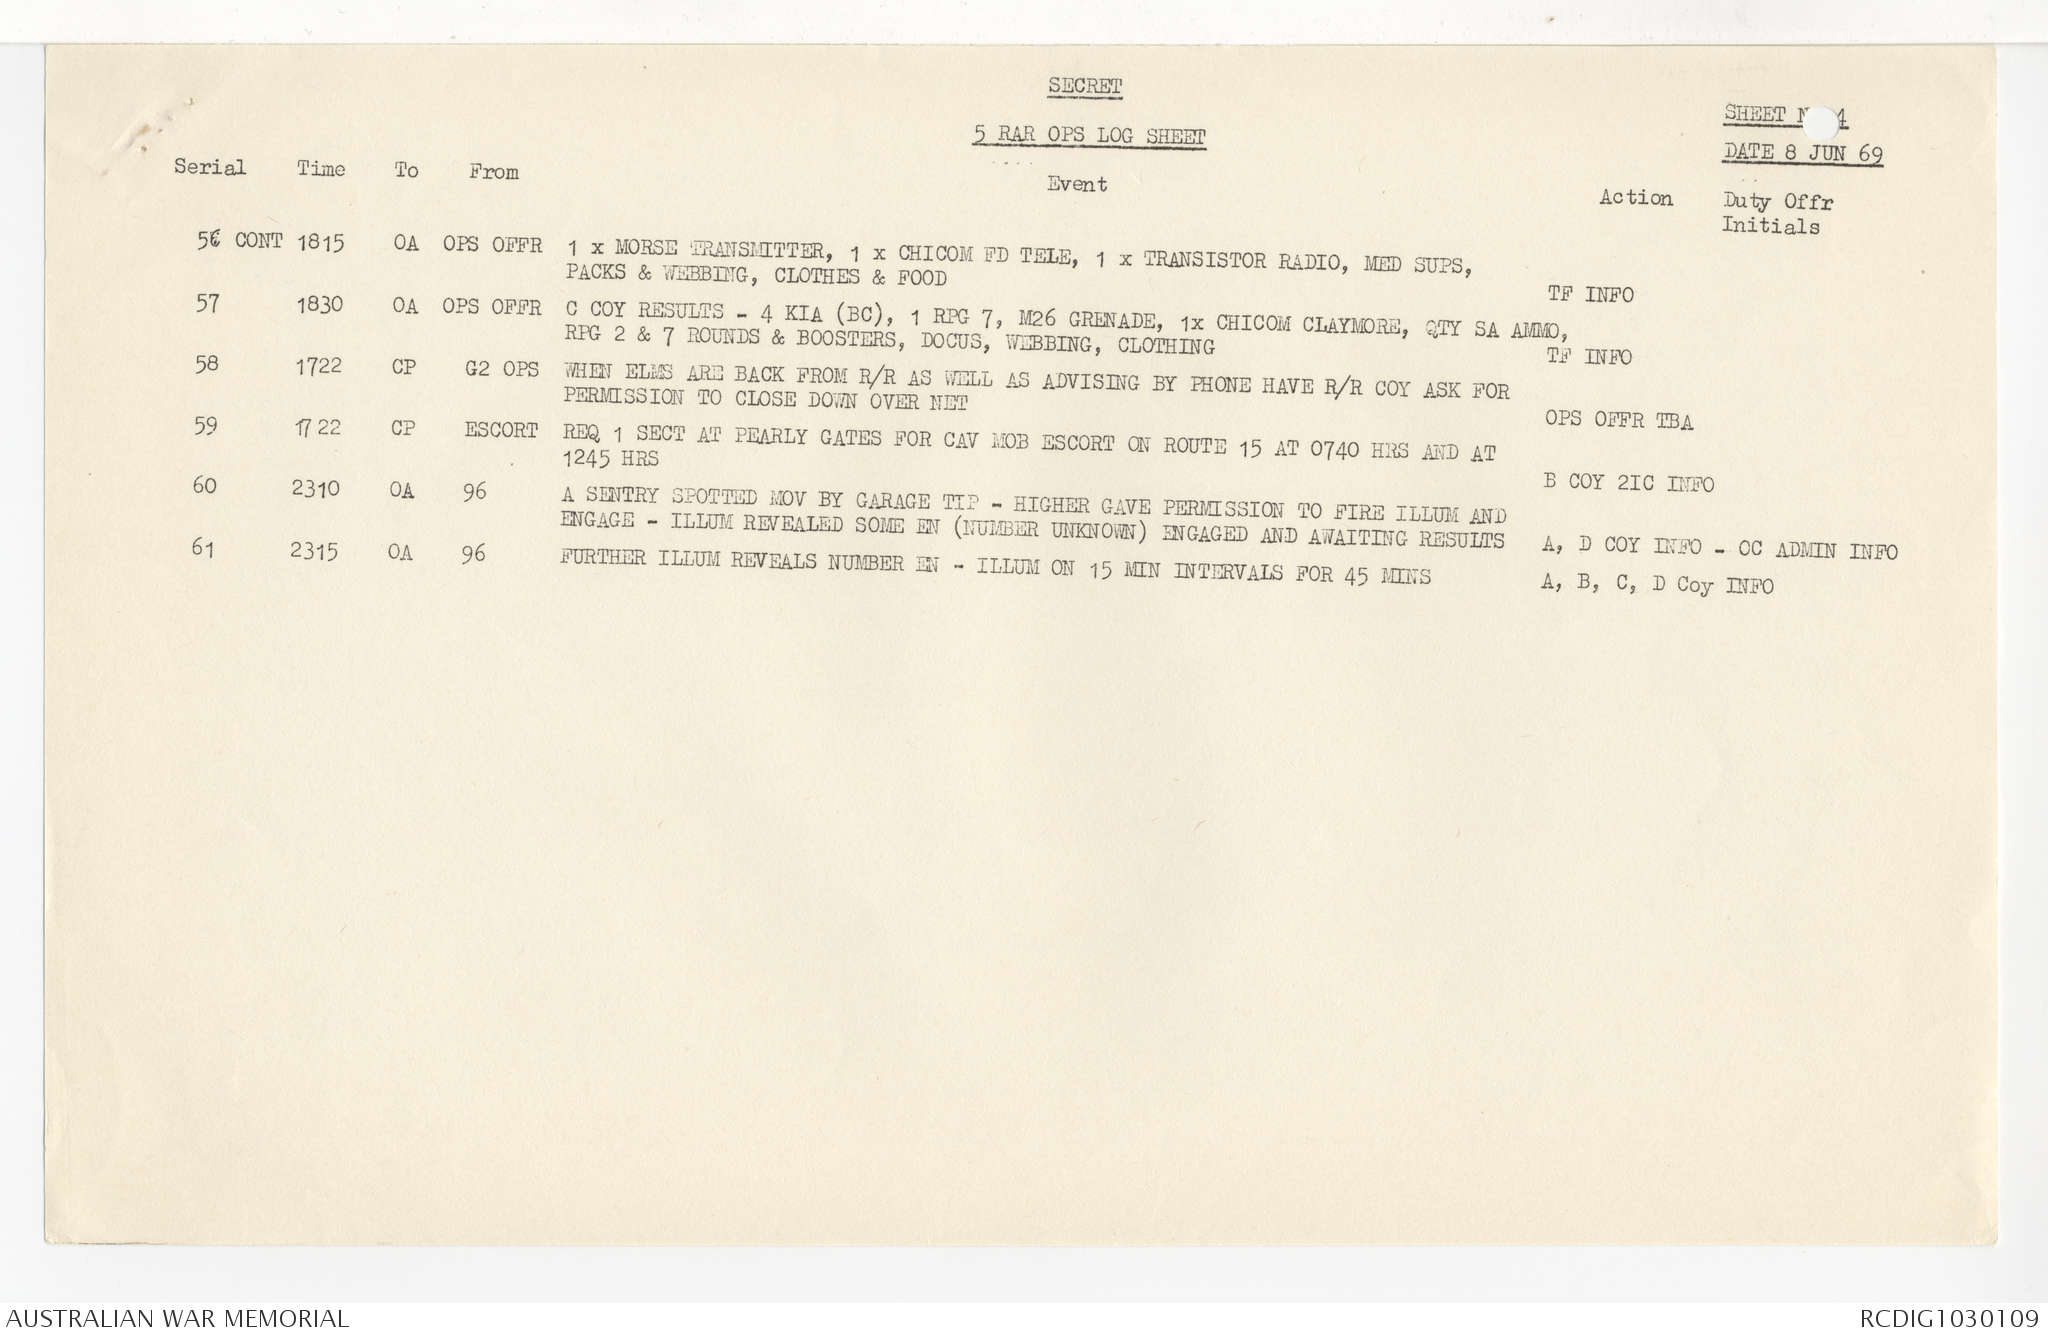 SECRET
5 RAR OPS LOG SHEET
SHEET N 4
DATE 8 JUN 69
Serial Time To From Event Action Duty Offr
Initials
56 CONT 1815 OA OPS OFFR 1 x MORSE TRANSMITTER, 1 x CHICOM FD TELE, 1 x TRANSISTOR RADIO, MED SUPS,
PACKS & WEBBING, CLOTHES & FOOD TF INFO
57 1830 OA OPS OFFR C COY RESULTS - 4 KIA (BC), 1 RPG 7, M26 GRENADE, 1x CHICOM CLAYMORE, QTY SA AMMO,
RPG 2 & 7 ROUNDS & BOOSTERS, DOCUS, WEBBING, CLOTHING TF INFO
58 1722 CP G2 OPS WHEN ELMS ARE BACK FROM R/R AS WELL AS ADVISING BY PHONE HAVE R/R COY ASK FOR
PERMISSION TO CLOSE DOWN OVER NET OPS OFFR TBA
59 1722 CP ESCORT REQ 1 SECT AT PEARLY GATES FOR CAV MOB ESCORT ON ROUTE 15 AT 0740 HRS AND AT
1245 HRS B COY 2IC INFO
60 2310 OA 96 A SENTRY SPOTTED MOV BY GARAGE TIP - HIGHER GAVE PERMISSION TO FIRE ILLUM AND
ENGAGE - ILLUM REVEALED SOME EN (NUMBER UNKNOWN) ENGAGED AND AWAITING RESULTS A, D COY INFO - OC ADMIN INFO
61 2315 OA 96 FURTHER ILLUM REVEALS NUMBER EN - ILLUM ON 15 MIN INTERVALS FOR 45 MINS A, B, C, D Coy INFO
AUSTRALIAN WAR MEMORIAL
RCDIG1030109